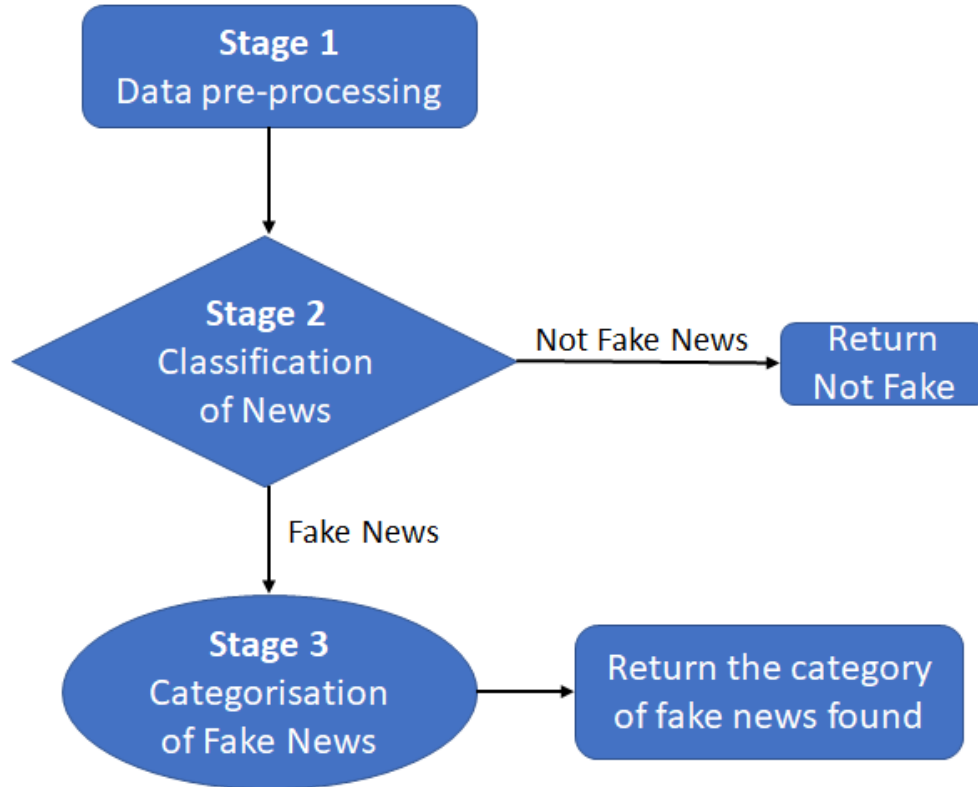 Stage 1
Data pre-processing
Stage 2
Classification
of News
Not Fake News
Return
Not Fake
Fake News
Stage 3
Categorisation
of Fake News
Return the category
of fake news found